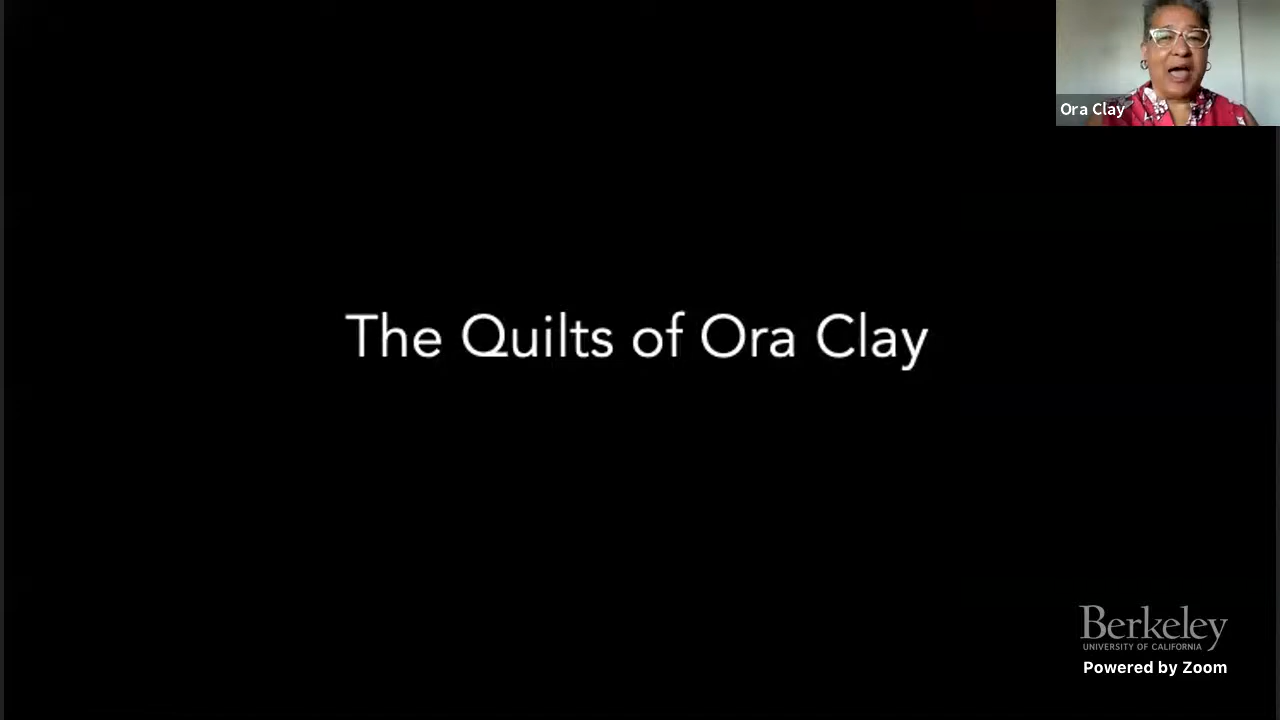 Ora Clay
The Quilts of Ora Clay
Berkeley
UNIVERSITY OF CALIFORNIA
Powered by Zoom